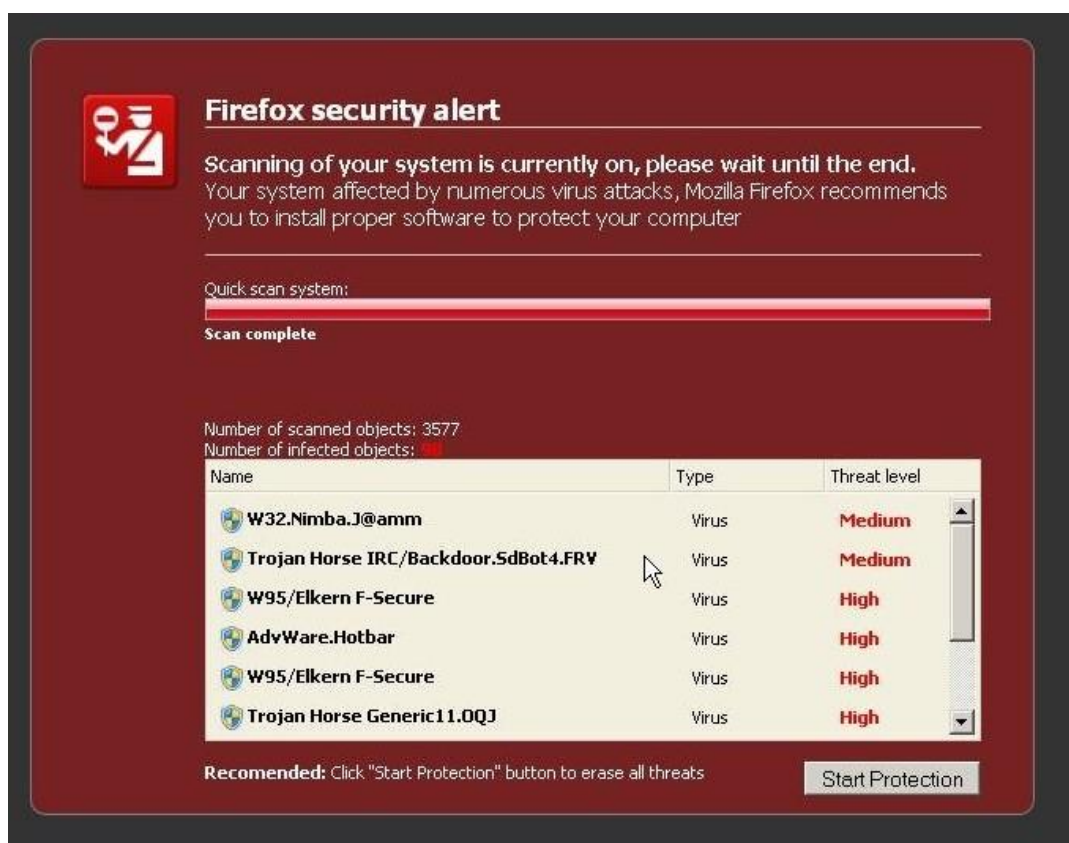 Firefox security alert
Scanning of your system is currently on, please wait until the end.
Your system affected by numerous virus attacks, Mozilla Firefox recommends
you to install proper software to protect your computer
Quick scan system:
Scan complete
Number of scanned objects: 3577
Number of infected objects:
Name Type Threat level
W32.Nimba.J@amm Virus Medium
Trojan Horse IRC/Backdoor.SdBot4.FRV Virus Medium
W95/Elkern F-Secure Virus High
AdvWare.Hotbar Virus High
W95/Elkern F-Secure Virus High
Trojan Horse Generic11.OQJ Virus High
Recomended: Click "Start Protection" button to erase all threats
Start Protection